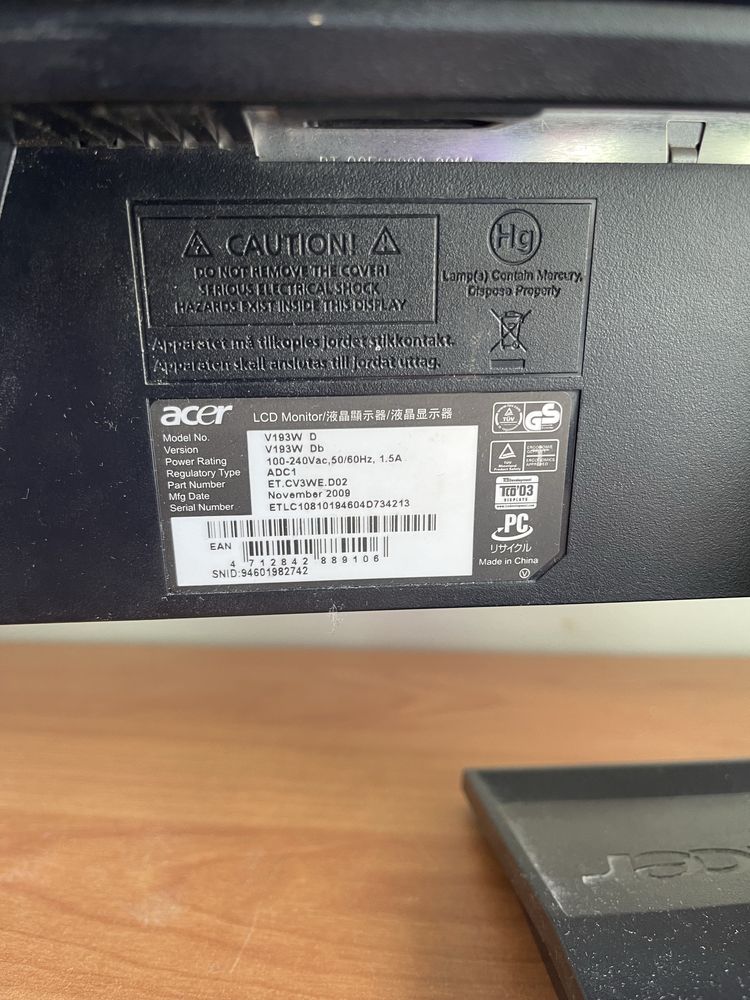 CAUTION!
DO NOT REMOVE THE COVER!
SERIOUS ELECTRICAL SHOCK
HAZARDS EXIST INSIDE THIS DISPLAY
Hg
Lamp(s) Contain Mercury,
Dispose Properly
Apparatet må tilkoples jordet stikkontakt.
Apparaten skall anslutas till jordat uttag.
acer LCD Monitor/液晶顯示器/液晶显示器
Model No. V193W D
Version V193W Db
Power Rating 100-240Vac,50/60Hz, 1.5A
Regulatory Type ADC1
Part Number ET.CV3WE.D02
Mfg Date November 2009
Serial Number ETLC10810194604D734213
EAN
4 712842 889106
SNID:94601982742
TÜV GS
TCO'03
DISPLAYS
PC
リサイクル
Made in China
V
acer